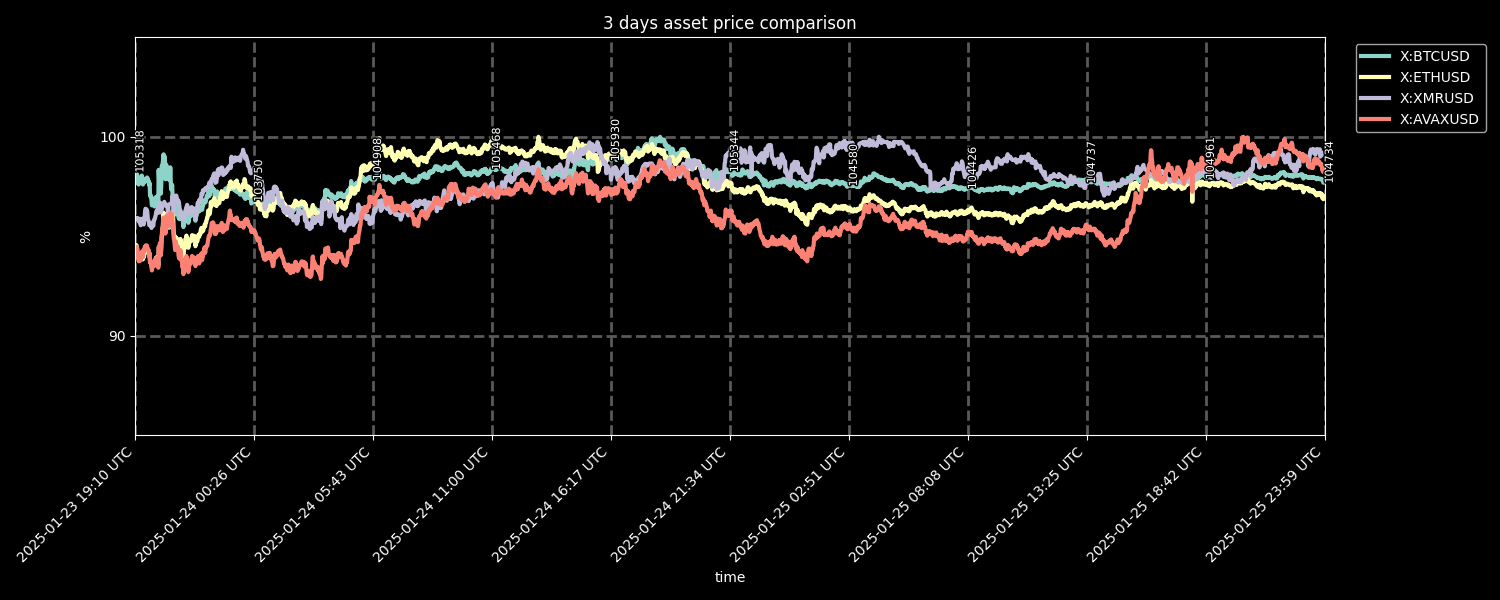 3 days asset price comparison
X:BTCUSD
X:ETHUSD
X:XMRUSD
X:AVAXUSD
100
90
%
105318
103750
104908
105468
105930
105344
104426
104737
104961
104734
2025-01-23 19:10 UTC
2025-01-24 00:26 UTC
2025-01-24 05:43 UTC
2025-01-24 11:00 UTC
2025-01-24 16:17 UTC
2025-01-24 21:34 UTC
2025-01-25 02:51 UTC
2025-01-25 08:08 UTC
2025-01-25 13:25 UTC
2025-01-25 18:42 UTC
2025-01-25 23:59 UTC
time